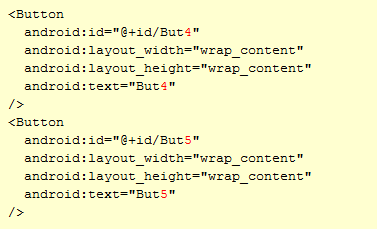 <Button
android:id="@+id/But4"
android:layout_width="wrap_content"
android:layout_height="wrap_content"
android:text="But4"
/>
<Button
android:id="@+id/But5"
android:layout_width="wrap_content"
android:layout_height="wrap_content"
android:text="But5"
/>